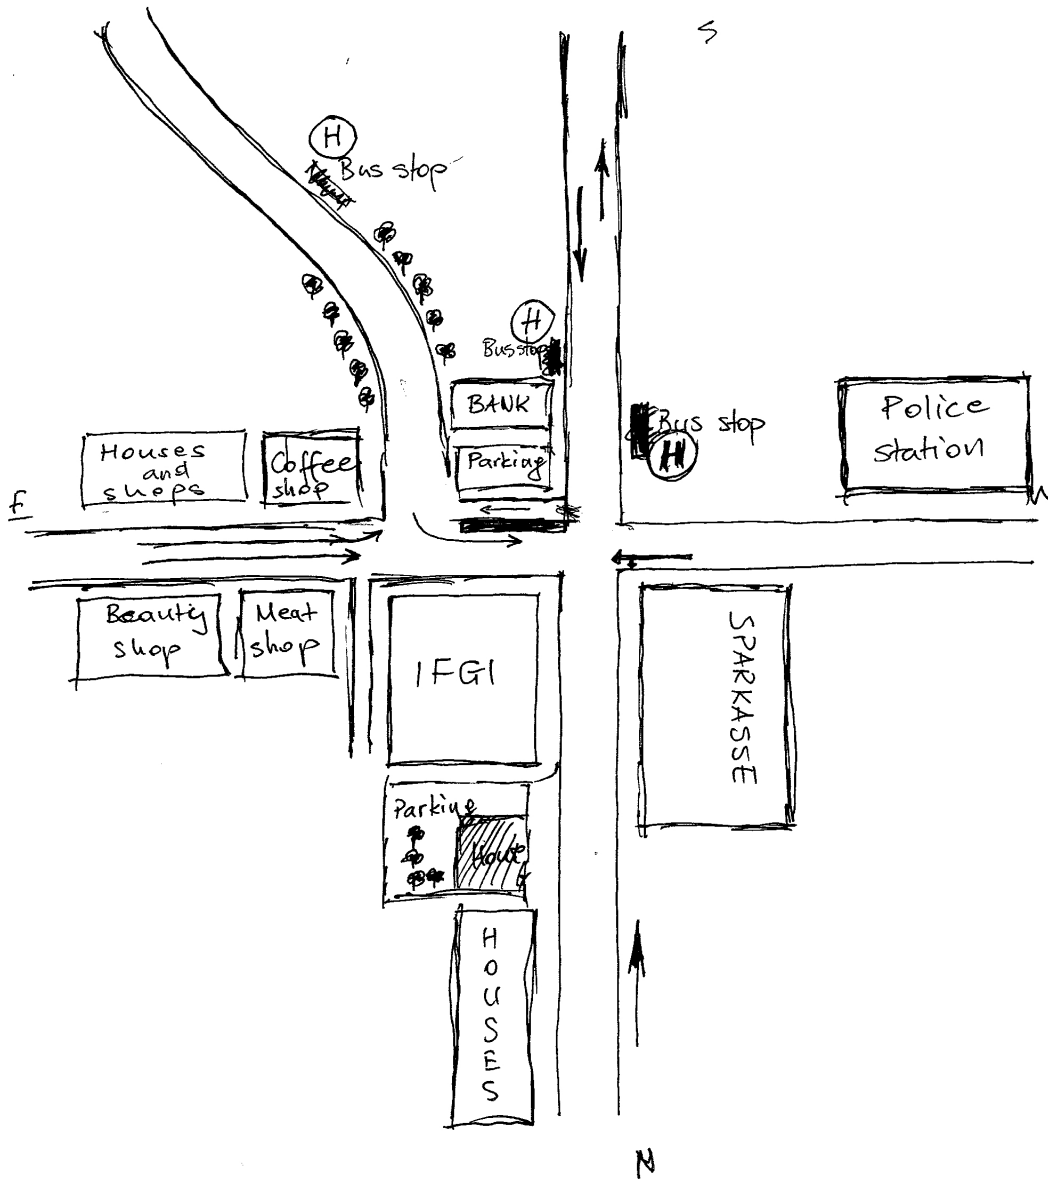 S
H
Bus stop
H
Bus stop
BANK
Parking
Bus stop
H
Police
station
Houses
and
shops
Coffee
shop
E
Beauty
shop
Meat
shop
IFGI
SPARKASSE
Parking
HOUSES
N